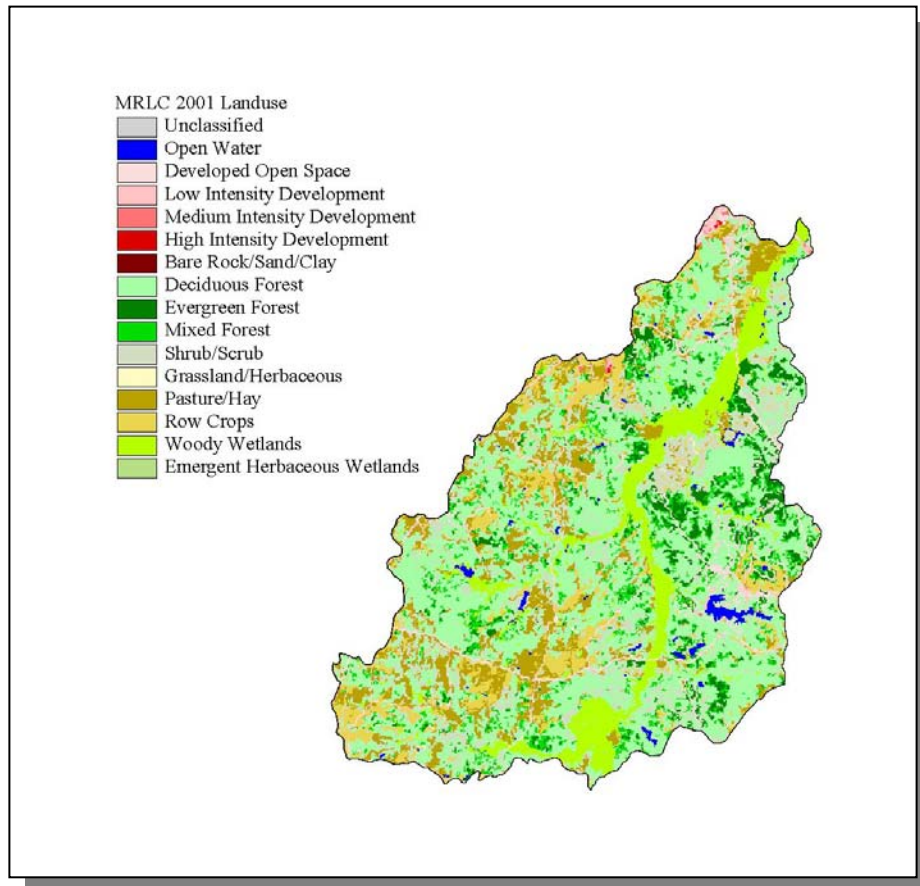 MRLC 2001 Landuse
Unclassified
Open Water
Developed Open Space
Low Intensity Development
Medium Intensity Development
High Intensity Development
Bare Rock/Sand/Clay
Deciduous Forest
Evergreen Forest
Mixed Forest
Shrub/Scrub
Grassland/Herbaceous
Pasture/Hay
Row Crops
Woody Wetlands
Emergent Herbaceous Wetlands